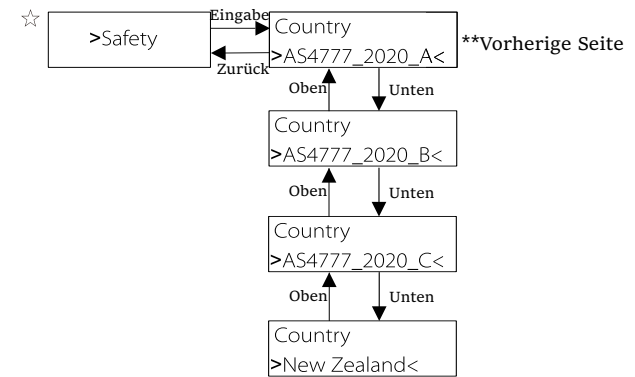 ☆
>Safety
Eingabe
Zurück
Country
>AS4777_2020_A<
**Vorherige Seite
Oben
Unten
Country
>AS4777_2020_B<
Oben
Unten
Country
>AS4777_2020_C<
Oben
Unten
Country
>New Zealand<